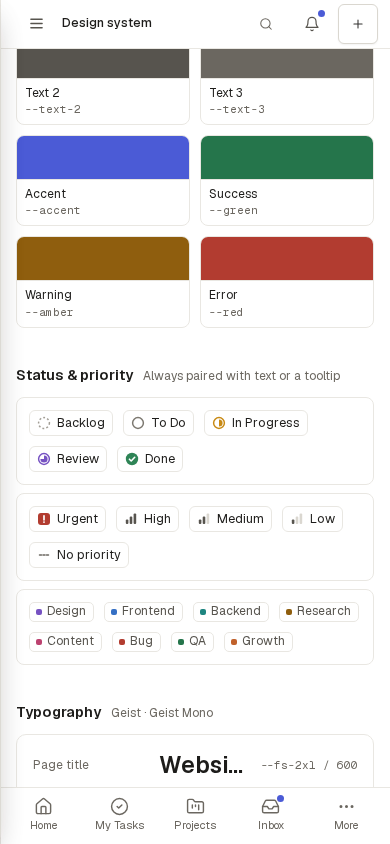 Design system
Text 2
--text-2
Text 3
--text-3
Accent
--accent
Success
--green
Warning
--amber
Error
--red
Status & priority Always paired with text or a tooltip
Backlog To Do In Progress
Review Done
Urgent High Medium Low
No priority
Design Frontend Backend Research
Content Bug QA Growth
Typography Geist · Geist Mono
Page title Websi... --fs-2xl / 600
Home My Tasks Projects Inbox More